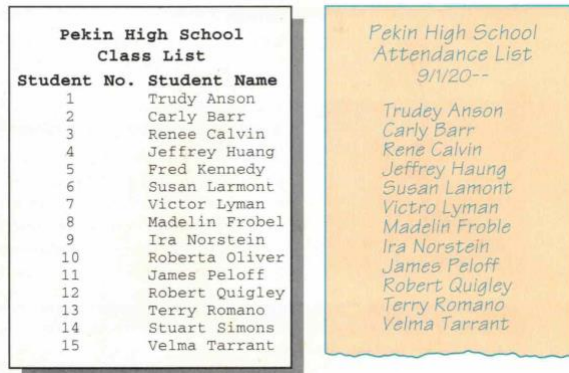 Pekin High School
Class List
Student No. Student Name
1 Trudy Anson
2 Carly Barr
3 Renee Calvin
4 Jeffrey Huang
5 Fred Kennedy
6 Susan Larmont
7 Victor Lyman
8 Madelin Frobel
9 Ira Norstein
10 Roberta Oliver
11 James Peloff
12 Robert Quigley
13 Terry Romano
14 Stuart Simons
15 Velma Tarrant
Pekin High School
Attendance List
9/1/20--
Trudey Anson
Carly Barr
Rene Calvin
Jeffrey Haung
Susan Lamont
Victro Lyman
Madelin Froble
Ira Norstein
James Peloff
Robert Quigley
Terry Romano
Velma Tarrant